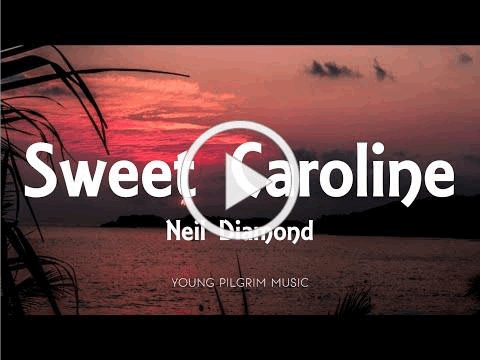 Sweet Caroline
Neil Diamond
YOUNG PILGRIM MUSIC